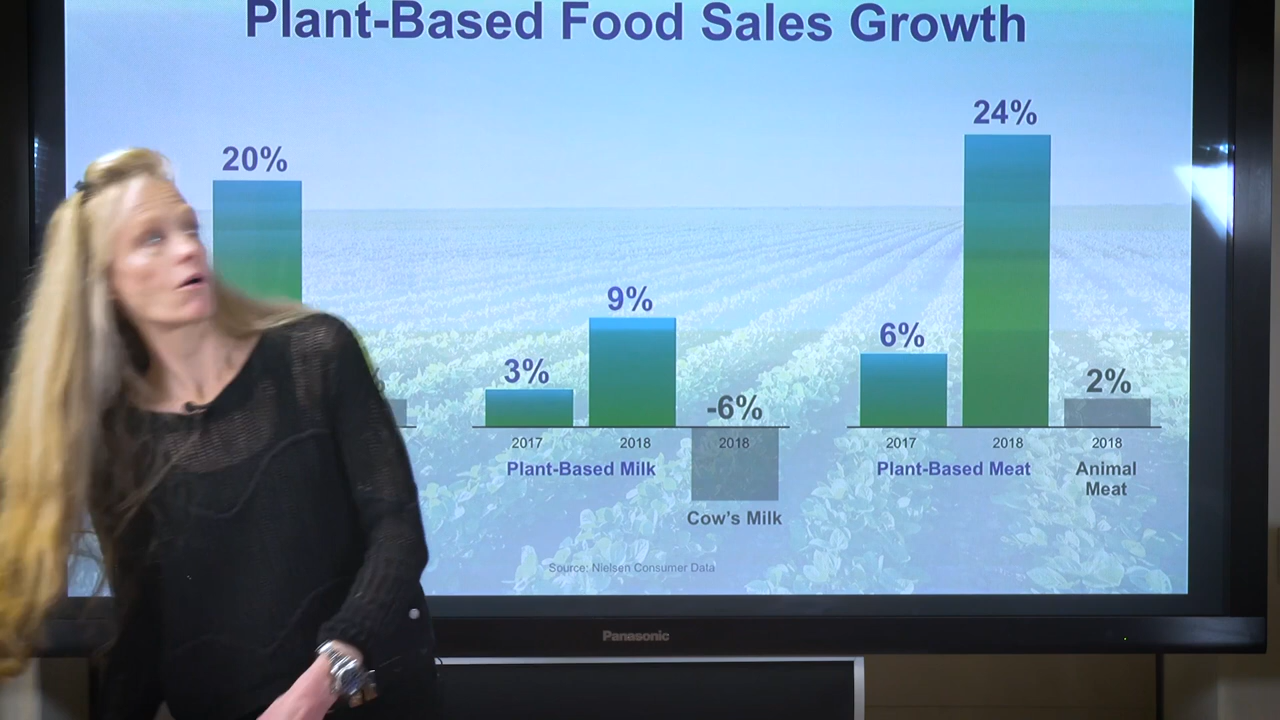 Plant-Based Food Sales Growth
20%
%
3%
9%
-6%
2017
2018
2018
Plant-Based Milk
Cow's Milk
6%
24%
2%
2017
2018
2018
Plant-Based Meat
Animal
Meat
Source: Nielsen Consumer Data
Panasonic